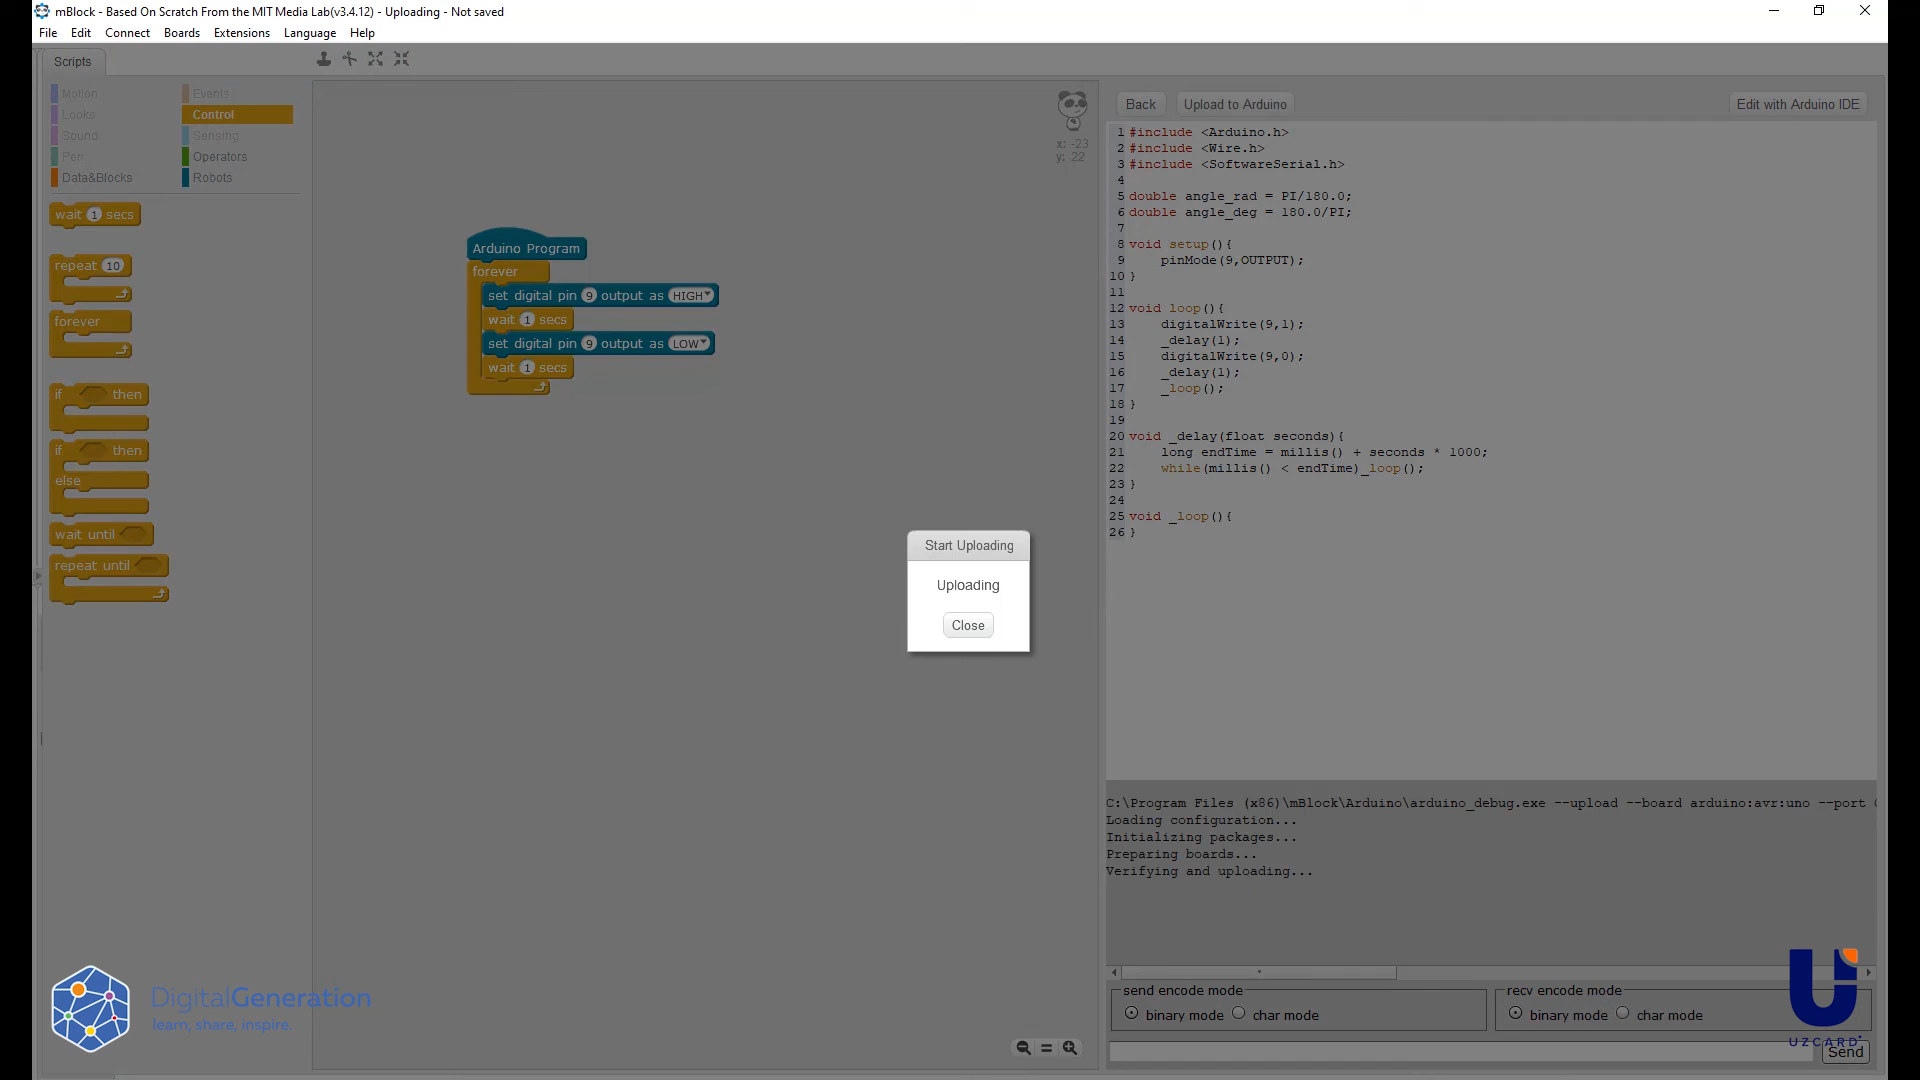 mBlock - Based On Scratch From the MIT Media Lab(v3.4.12) - Uploading - Not saved
File Edit Connect Boards Extensions Language Help
Scripts
Motion Events
Looks Control
Sound Sensing
Pen Operators
Data&Blocks Robots
wait 1 secs
repeat 10
forever
if then
if then
else
wait until
repeat until
x: -23
y: 22
Arduino Program
forever
set digital pin 9 output as HIGH
wait 1 secs
set digital pin 9 output as LOW
wait 1 secs
Start Uploading
Uploading
Close
Back Upload to Arduino Edit with Arduino IDE
1 #include <Arduino.h>
2 #include <Wire.h>
3 #include <SoftwareSerial.h>
4
5 double angle_rad = PI/180.0;
6 double angle_deg = 180.0/PI;
7
8 void setup(){
9 pinMode(9,OUTPUT);
10 }
11
12 void loop(){
13 digitalWrite(9,1);
14 _delay(1);
15 digitalWrite(9,0);
16 _delay(1);
17 _loop();
18 }
19
20 void _delay(float seconds){
21 long endTime = millis() + seconds * 1000;
22 while(millis() < endTime)_loop();
23 }
24
25 void _loop(){
26 }
C:\Program Files (x86)\mBlock\Arduino\arduino_debug.exe --upload --board arduino:avr:uno --port
Loading configuration...
Initializing packages...
Preparing boards...
Verifying and uploading...
send encode mode
binary mode char mode
recv encode mode
binary mode char mode
Send
DigitalGeneration
learn, share, inspire.
UZCARD